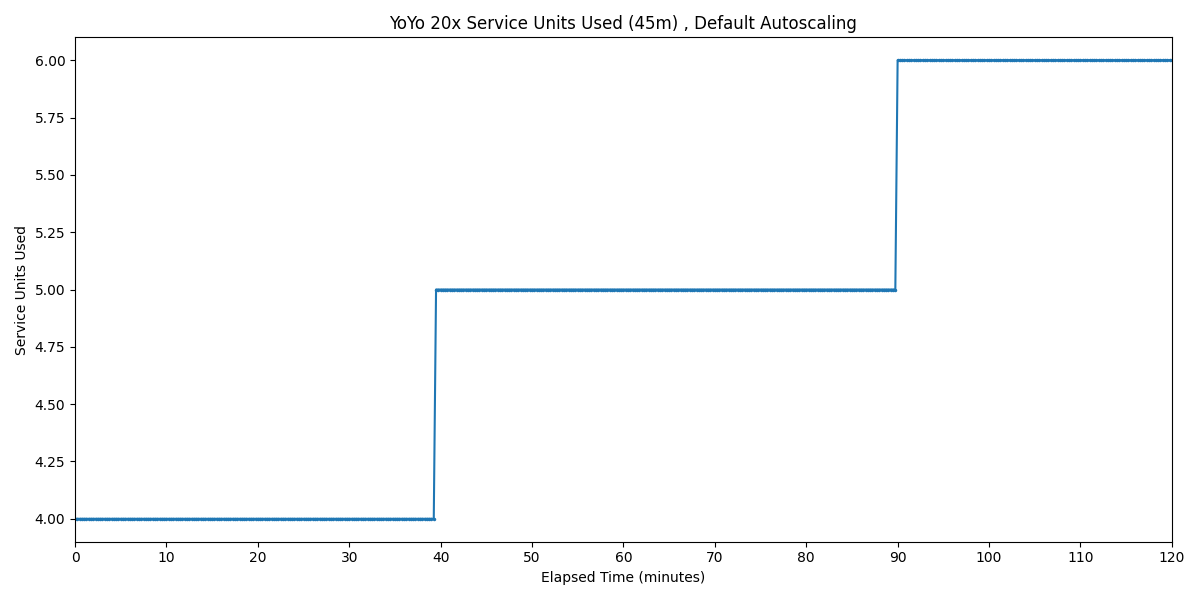 YoYo 20x Service Units Used (45m) , Default Autoscaling
6.00
5.75
5.50
5.25
5.00
4.75
4.50
4.25
4.00
Service Units Used
0 10 20 30 40 50 60 70 80 90 100 110 120
Elapsed Time (minutes)